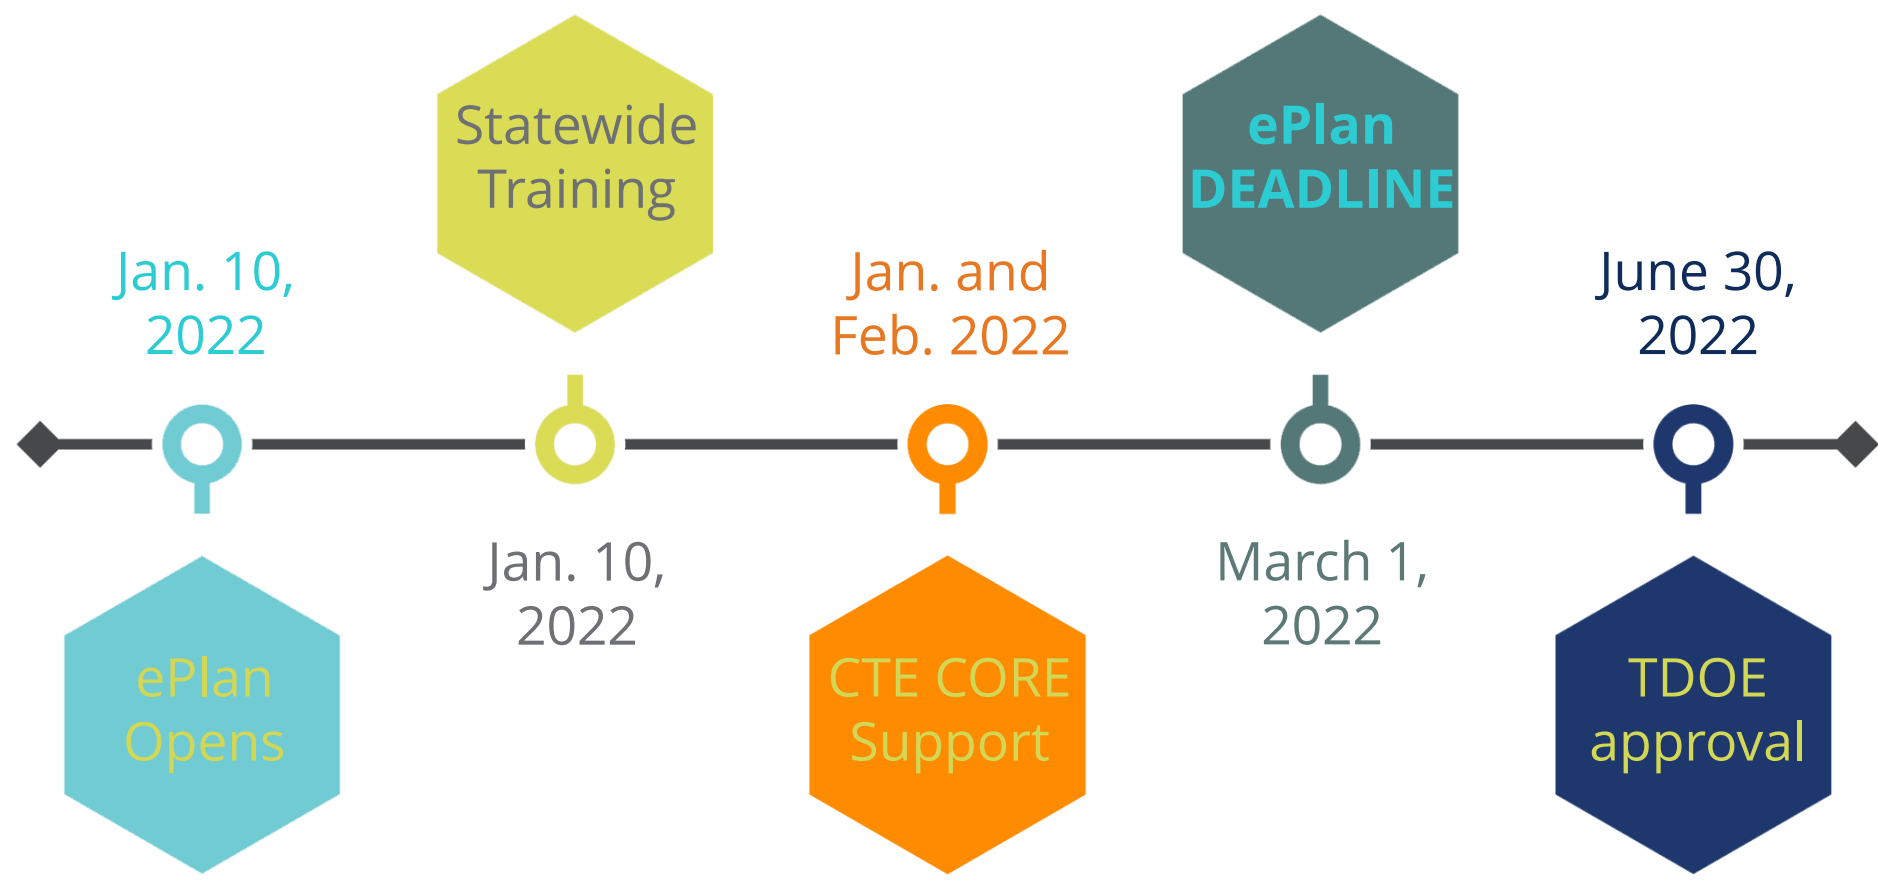 Jan. 10,
2022
ePlan
Opens
Statewide
Training
Jan. 10,
2022
Jan. and
Feb. 2022
CTE CORE
Support
ePlan
DEADLINE
March 1,
2022
June 30,
2022
TDOE
approval